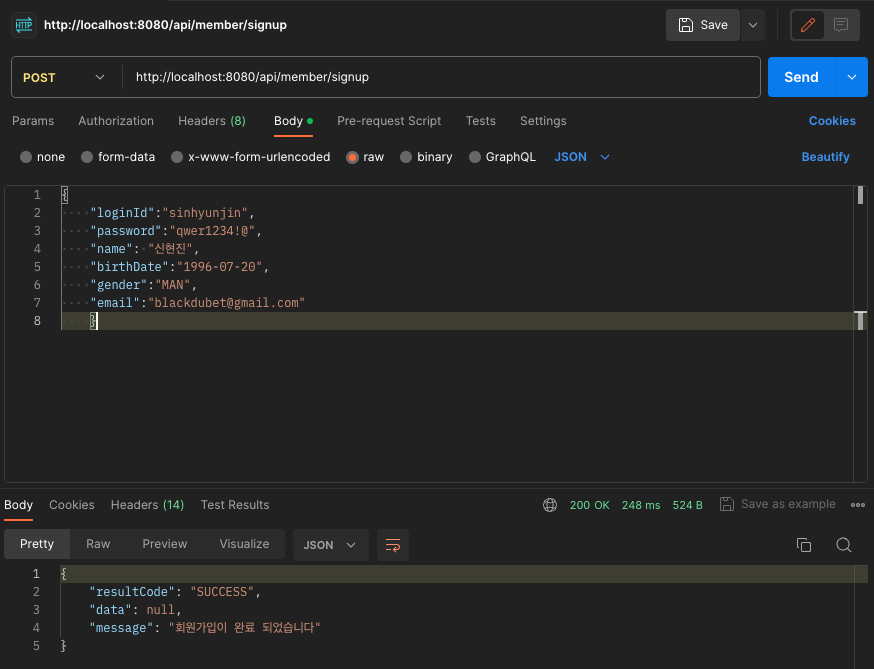 HTTP http://localhost:8080/api/member/signup Save
POST http://localhost:8080/api/member/signup Send
Params Authorization Headers (8) Body Pre-request Script Tests Settings Cookies
none form-data x-www-form-urlencoded raw binary GraphQL JSON Beautify
1 {
2 "loginId":"sinhyunjin",
3 "password":"qwer1234!@",
4 "name": "신현진",
5 "birthDate":"1996-07-20",
6 "gender":"MAN",
7 "email":"blackdubet@gmail.com"
8 }
Body Cookies Headers (14) Test Results 200 OK 248 ms 524 B Save as example
Pretty Raw Preview Visualize JSON
1 {
2 "resultCode": "SUCCESS",
3 "data": null,
4 "message": "회원가입이 완료 되었습니다"
5 }